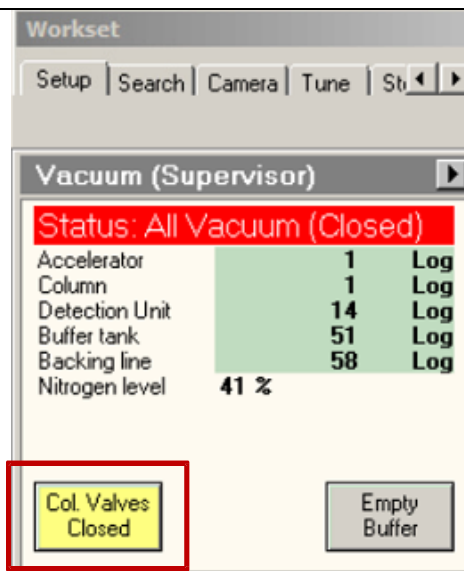 Workset
Setup Search Camera Tune
Vacuum (Supervisor)
Status: All Vacuum (Closed)
Accelerator 1 Log
Column 1 Log
Detection Unit 14 Log
Buffer tank 51 Log
Backing line 58 Log
Nitrogen level 41 %
Col. Valves
Closed
Empty
Buffer